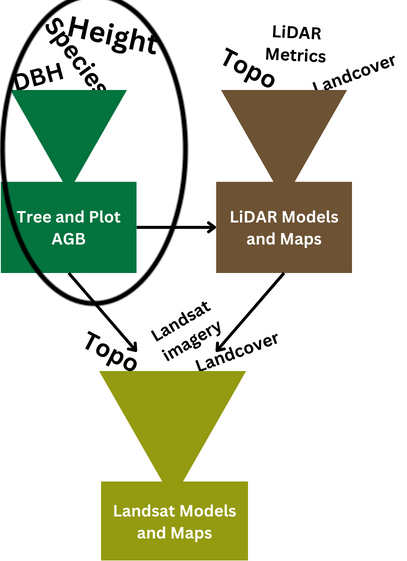 Height
Species
DBH
LiDAR
Metrics
Topo
Landcover
Tree and Plot
AGB
LiDAR Models
and Maps
Landsat
imagery
Topo
Landcover
Landsat Models
and Maps